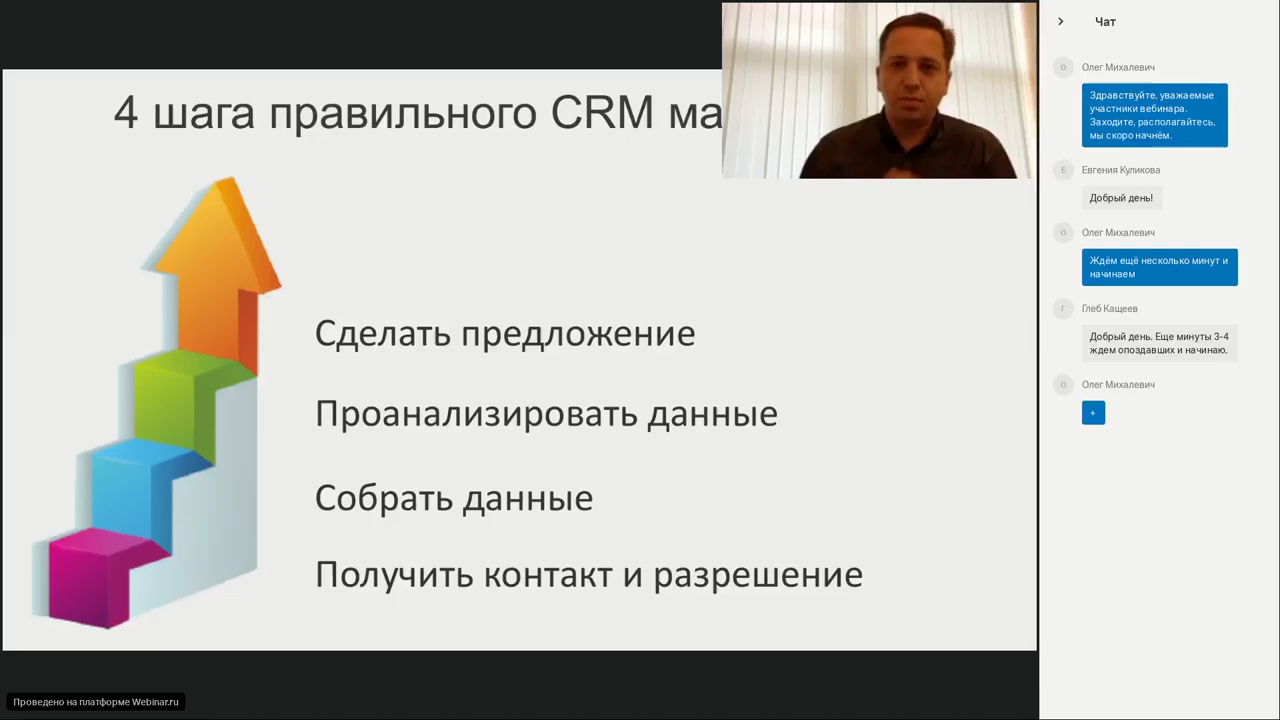 4 шага правильного CRM ма
Сделать предложение
Проанализировать данные
Собрать данные
Получить контакт и разрешение
Проведено на платформе Webinar.ru
Чат
О
Олег Михалевич
Здравствуйте, уважаемые
участники вебинара.
Заходите, располагайтесь,
мы скоро начнём.
Е
Евгения Куликова
Добрый день!
О
Олег Михалевич
Ждём ещё несколько минут и
начинаем
Г
Глеб Кащеев
Добрый день. Еще минуты 3-4
ждем опоздавших и начинаю.
О
Олег Михалевич
+